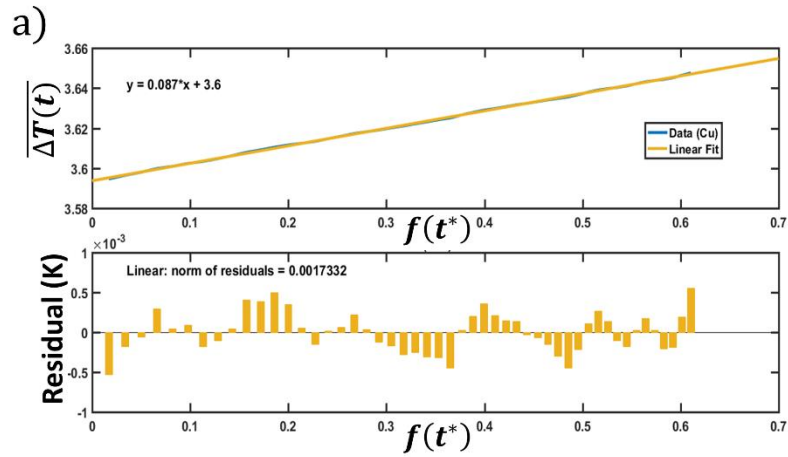 a)
3.66
3.64
3.62
3.6
3.58
y = 0.087*x + 3.6
Data (Cu)
Linear Fit
ΔT(t)
0 0.1 0.2 0.3 0.4 0.5 0.6 0.7
f(t*)
×10⁻³
1
0.5
0
-0.5
-1
Linear: norm of residuals = 0.0017332
Residual (K)
0 0.1 0.2 0.3 0.4 0.5 0.6 0.7
f(t*)